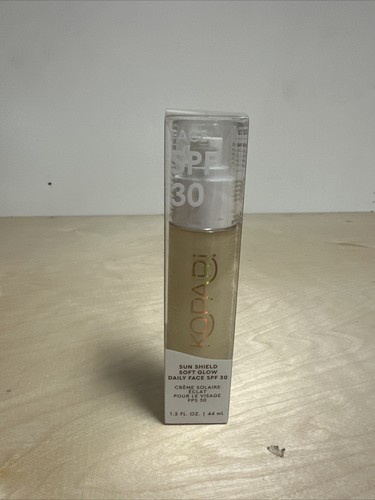 FACE
SPF
30
KOPARI
SUN SHIELD
SOFT GLOW
DAILY FACE SPF 30
CRÈME SOLAIRE
ÉCLAT
POUR LE VISAGE
FPS 30
1.5 FL. OZ. | 44 mL